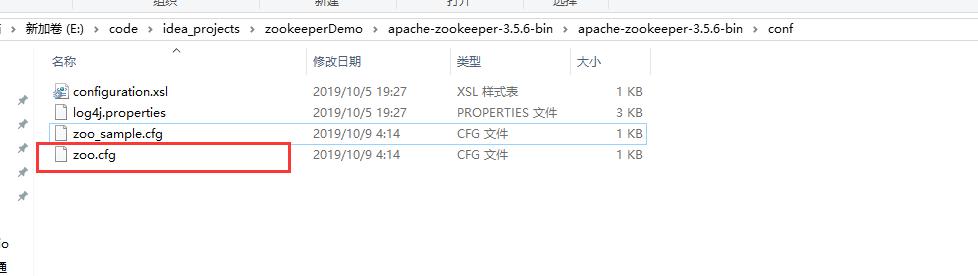 组织 新建 打开 选择
新加卷 (E:) code idea_projects zookeeperDemo apache-zookeeper-3.5.6-bin apache-zookeeper-3.5.6-bin conf
名称 修改日期 类型 大小
configuration.xsl 2019/10/5 19:27 XSL 样式表 1 KB
log4j.properties 2019/10/5 19:27 PROPERTIES 文件 3 KB
zoo_sample.cfg 2019/10/9 4:14 CFG 文件 1 KB
zoo.cfg 2019/10/9 4:14 CFG 文件 1 KB